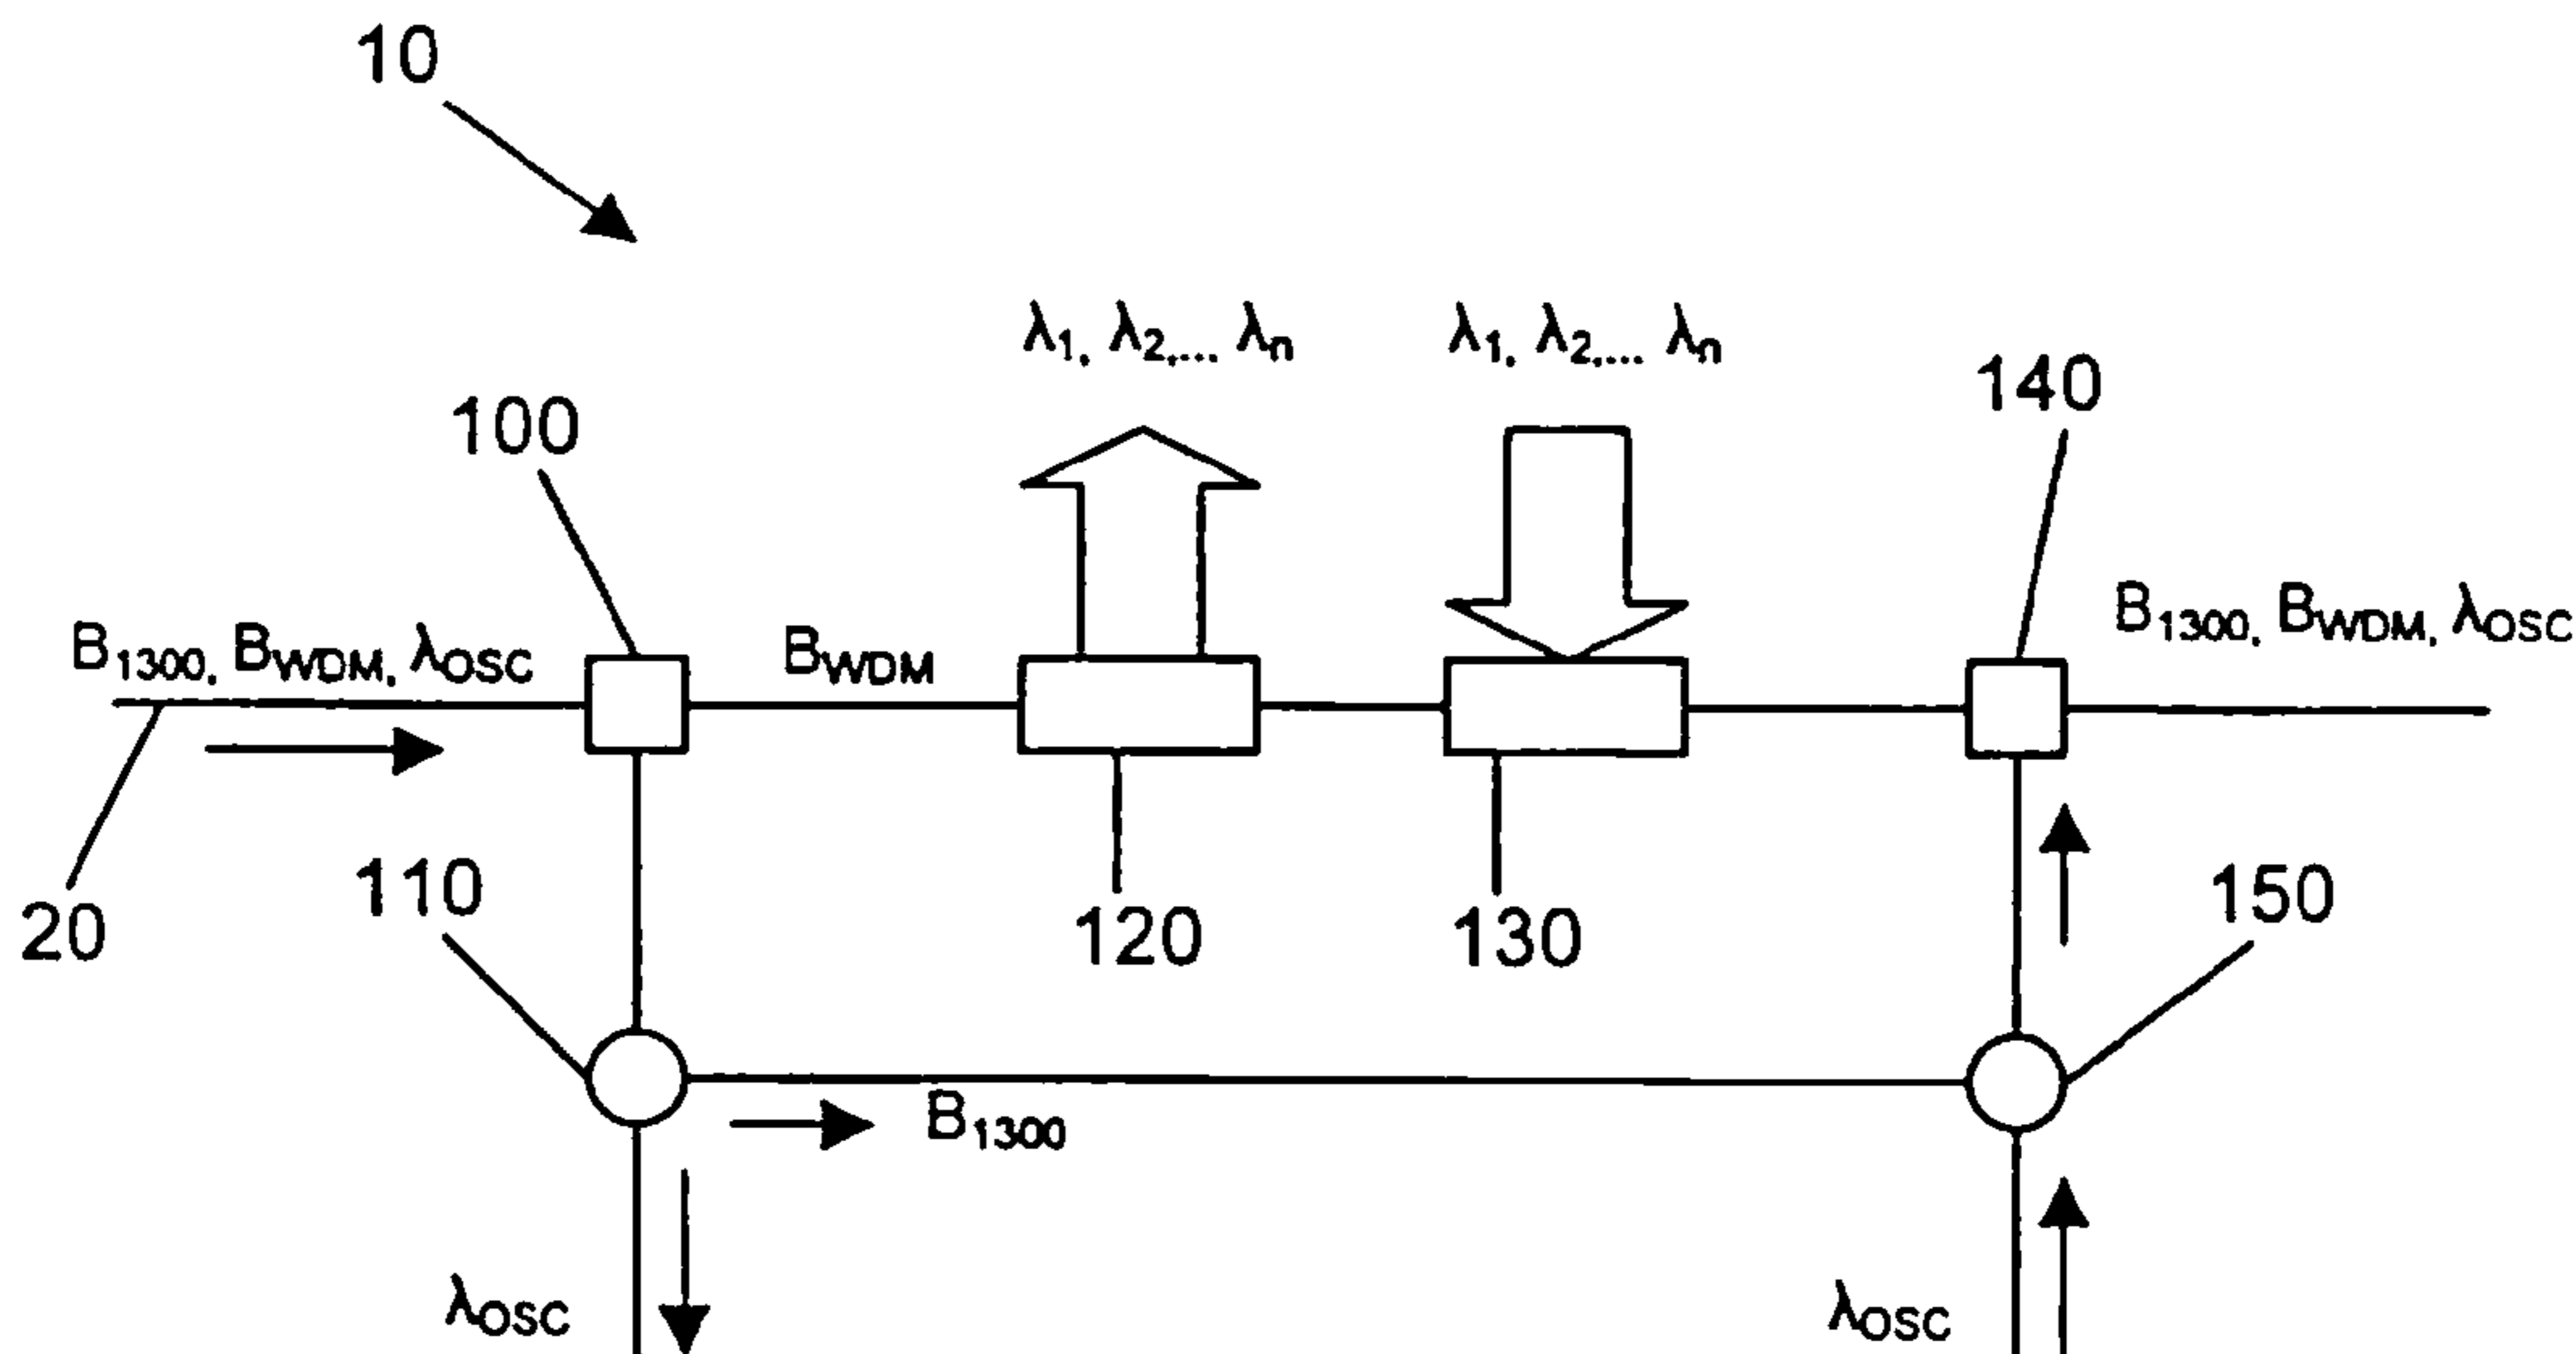 10
λ1, λ2,... λn
λ1, λ2,... λn
140
100
B1300, BWDM, λOSC
BWDM
B1300, BWDM, λOSC
110
150
20
120
130
B1300
λOSC
λOSC